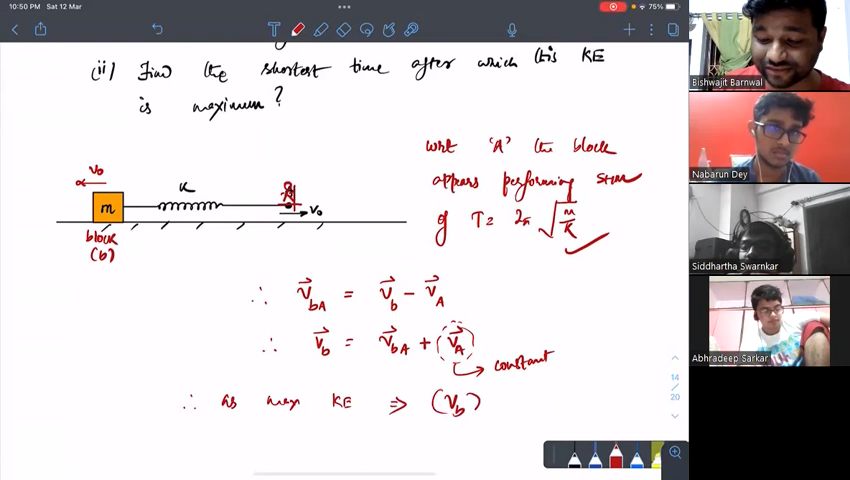 10:50 PM Sat 12 Mar
75%
(ii) Find the shortest time after which this KE
is maximum?
wrt 'A' the block
appears performing SHM
of T = 2π √m/K
v₀
K
A
m
v₀
block
(b)
∴ v⃗bA = v⃗b − v⃗A
∴ v⃗b = v⃗bA + v⃗A
constant
∴ as max KE ⇒ (vb)
14
/
20
Bishwajit Barnwal
Nabarun Dey
Siddhartha Swarnkar
Abhradeep Sarkar